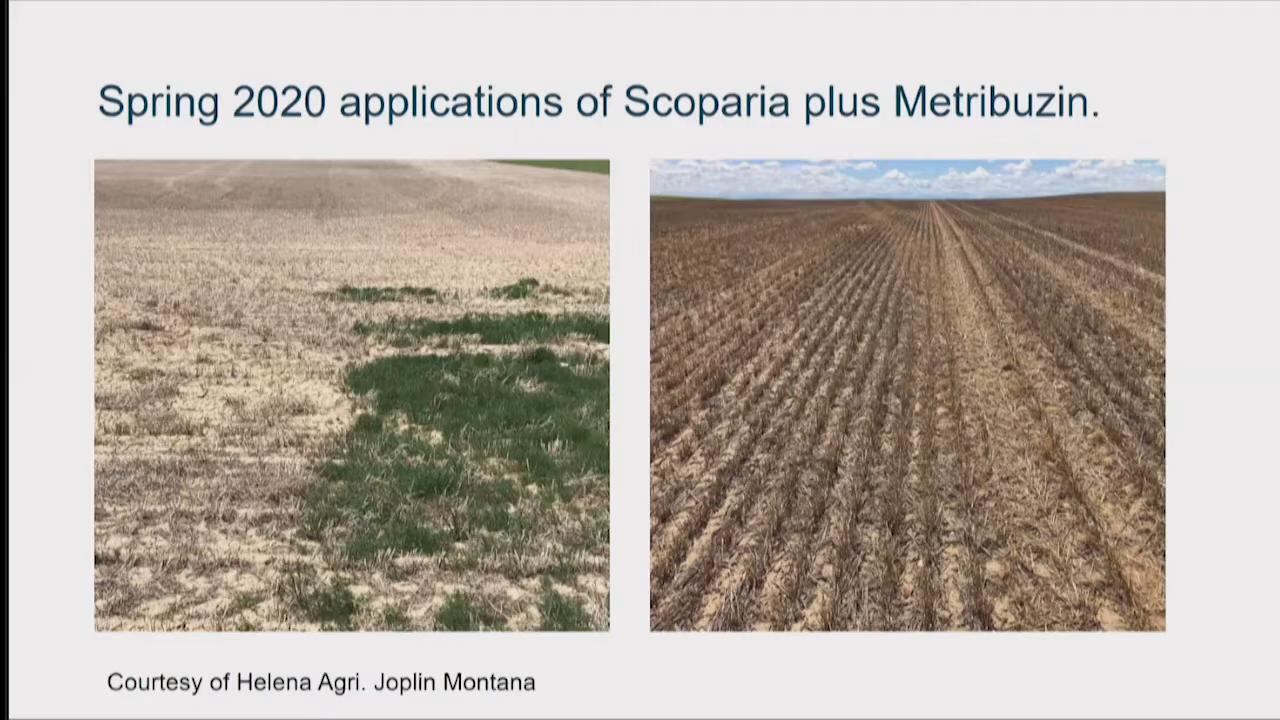 Spring 2020 applications of Scoparia plus Metribuzin.
Courtesy of Helena Agri. Joplin Montana